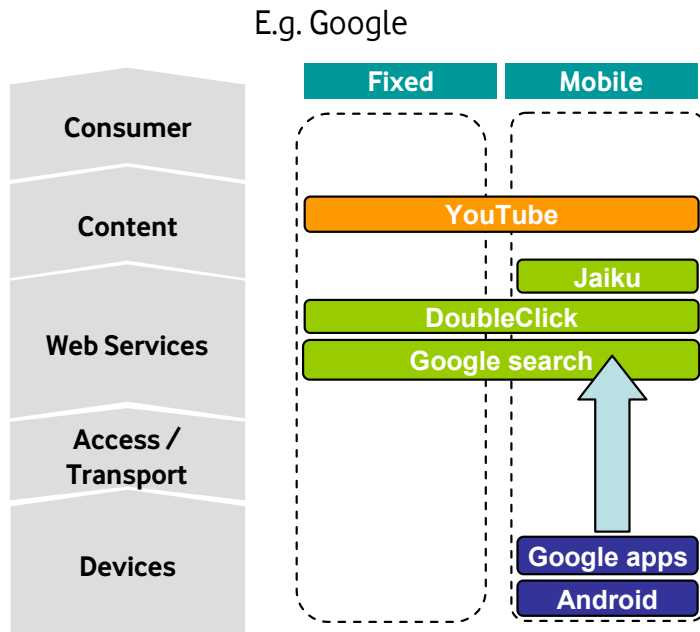 E.g. Google
Fixed
Mobile
Consumer
Content
YouTube
Jaiku
Web Services
DoubleClick
Google search
Access /
Transport
Devices
Google apps
Android